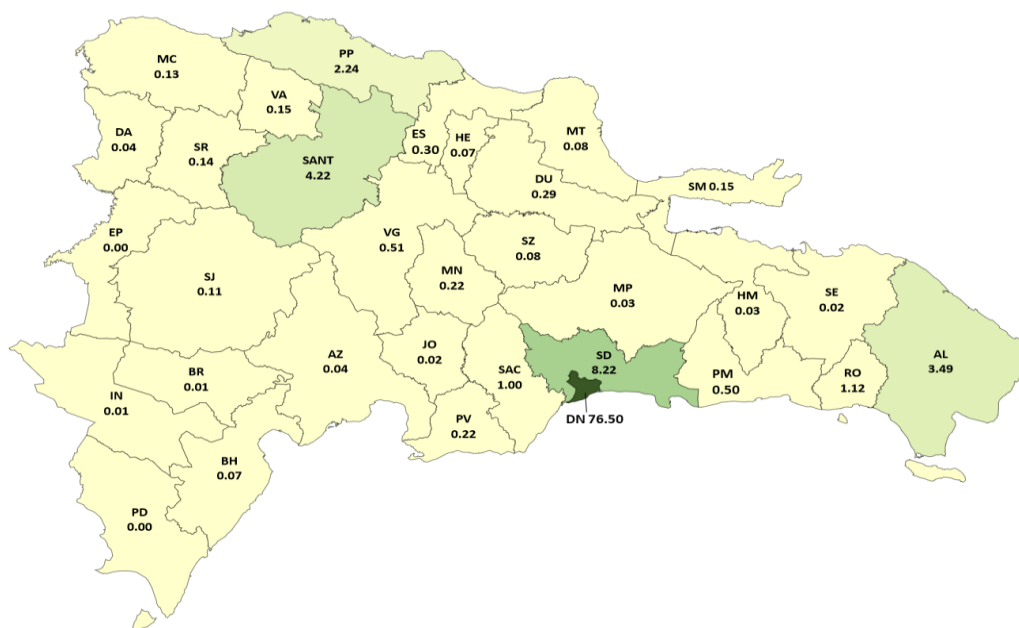 PP
2.24
MC
0.13
VA
0.15
DA
0.04
SR
0.14
ES
0.30
HE
0.07
MT
0.08
SANT
4.22
DU
0.29
SM 0.15
EP
0.00
VG
0.51
SZ
0.08
SJ
0.11
MN
0.22
MP
0.03
HM
0.03
SE
0.02
JO
0.02
AZ
0.04
SAC
1.00
SD
8.22
AL
3.49
BR
0.01
PM
0.50
RO
1.12
IN
0.01
PV
0.22
DN 76.50
BH
0.07
PD
0.00